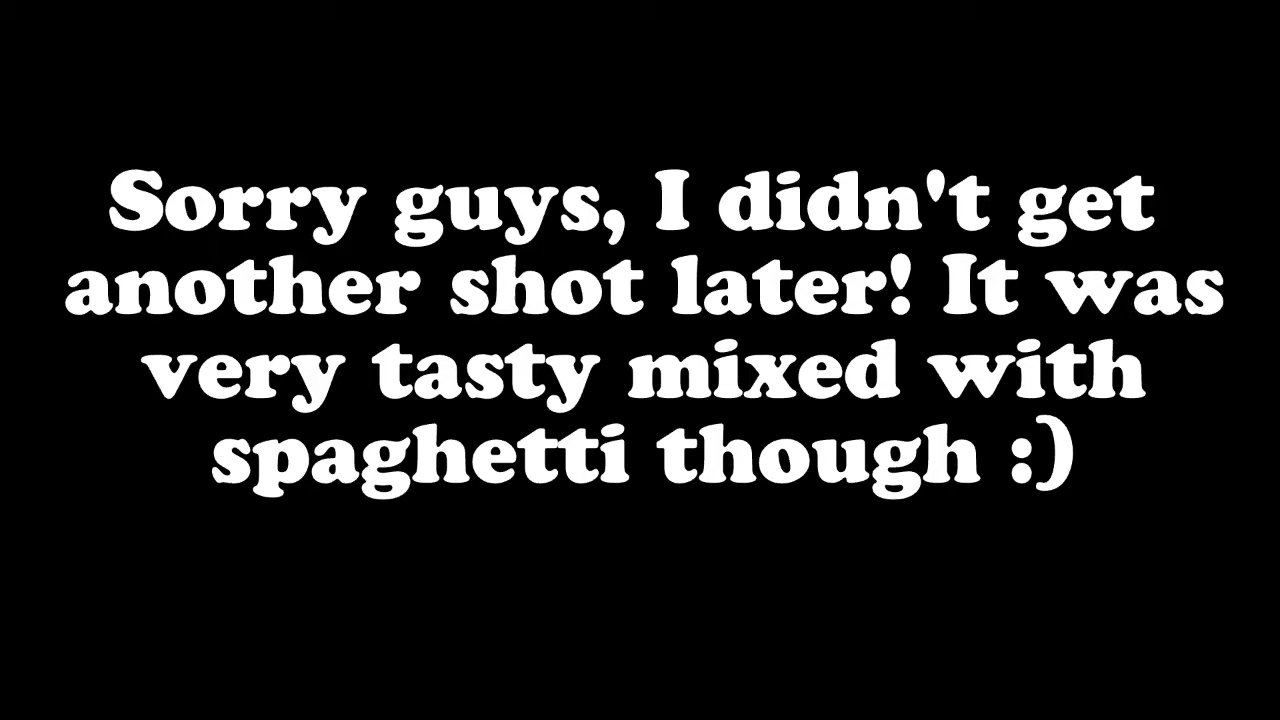 Sorry guys, I didn't get
another shot later! It was
very tasty mixed with
spaghetti though :)